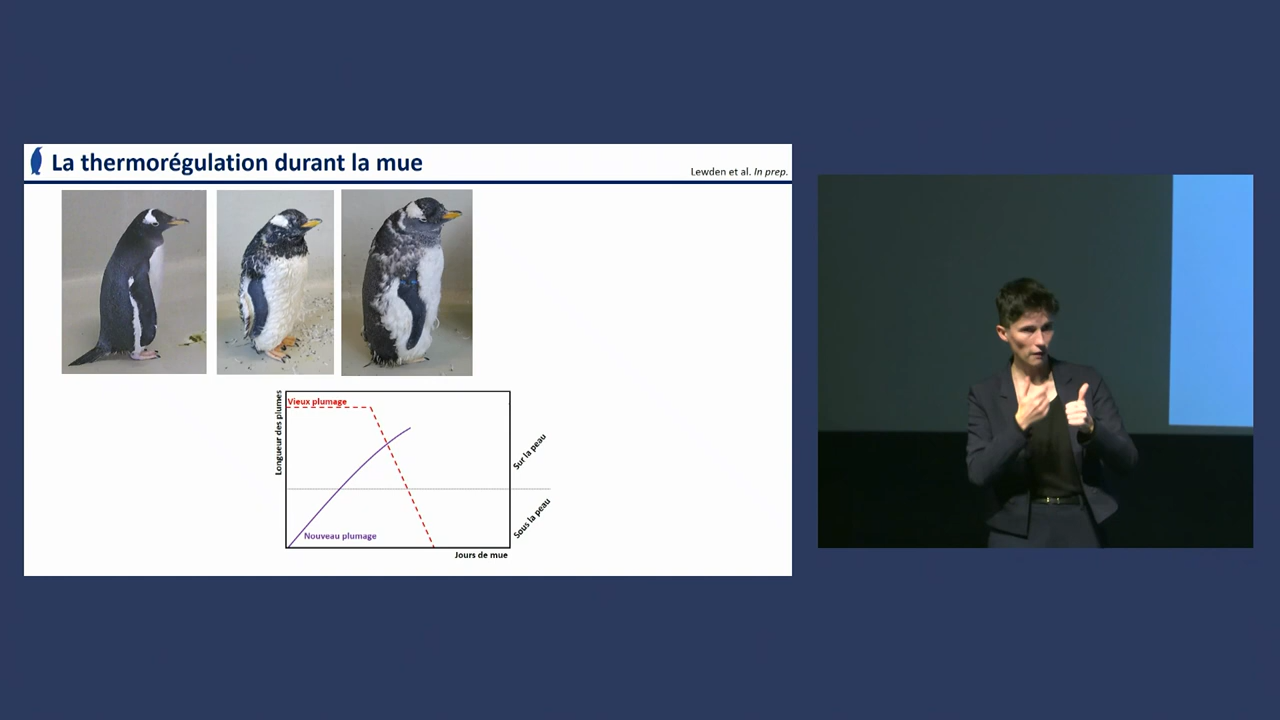 La thermorégulation durant la mue
Lewden et al. In prep.
Longueur des plumes
Vieux plumage
Sur la peau
Sous la peau
Nouveau plumage
Jours de mue